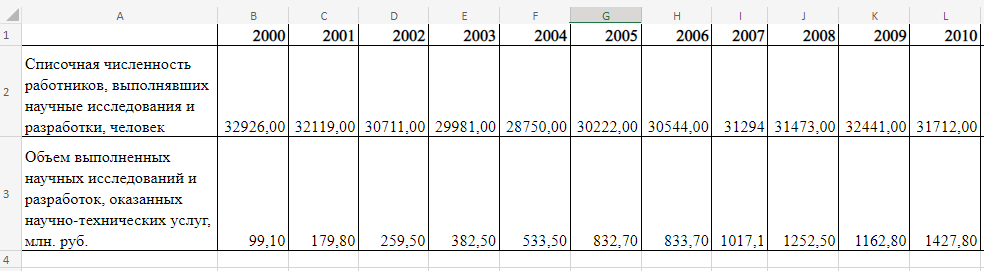 A B C D E F G H I J K L
1 2000 2001 2002 2003 2004 2005 2006 2007 2008 2009 2010
Списочная численность
работников, выполнявших
2
научные исследования и
разработки, человек 32926,00 32119,00 30711,00 29981,00 28750,00 30222,00 30544,00 31294 31473,00 32441,00 31712,00
Объем выполненных
научных исследований и
3
разработок, оказанных
научно-технических услуг,
млн. руб. 99,10 179,80 259,50 382,50 533,50 832,70 833,70 1017,1 1252,50 1162,80 1427,80
4